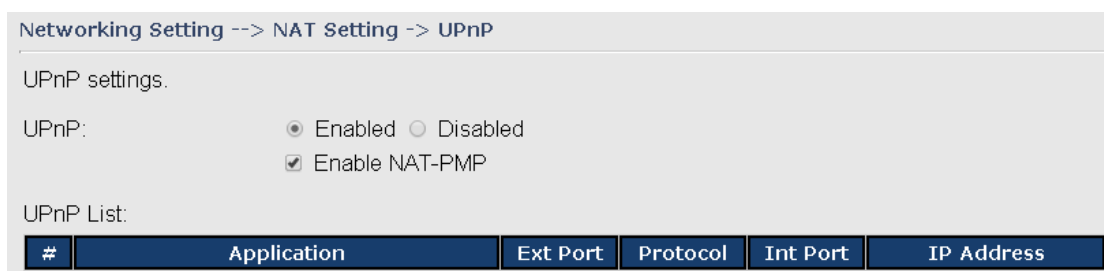 Networking Setting --> NAT Setting -> UPnP
UPnP settings.
UPnP: Enabled Disabled
Enable NAT-PMP
UPnP List:
# Application Ext Port Protocol Int Port IP Address